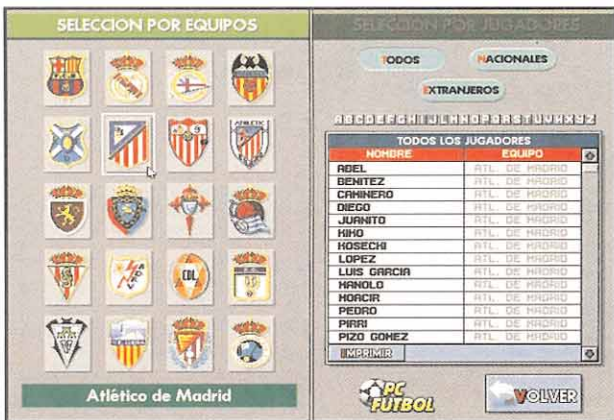 SELECCION POR EQUIPOS
SELECCION POR JUGADORES
TODOS
NACIONALES
EXTRANJEROS
ABCDEFGHIJLMNOPQRSTUVWXYZ
TODOS LOS JUGADORES
NOMBRE EQUIPO
ABEL ATL. DE MADRID
BENITEZ ATL. DE MADRID
CAMINERO ATL. DE MADRID
DIEGO ATL. DE MADRID
JUANITO ATL. DE MADRID
KIKO ATL. DE MADRID
KOSECKI ATL. DE MADRID
LOPEZ ATL. DE MADRID
LUIS GARCIA ATL. DE MADRID
MANOLO ATL. DE MADRID
MOACIR ATL. DE MADRID
PEDRO ATL. DE MADRID
PIRRI ATL. DE MADRID
PIZO GOMEZ ATL. DE MADRID
IMPRIMIR
Atlético de Madrid
PC FUTBOL
VOLVER